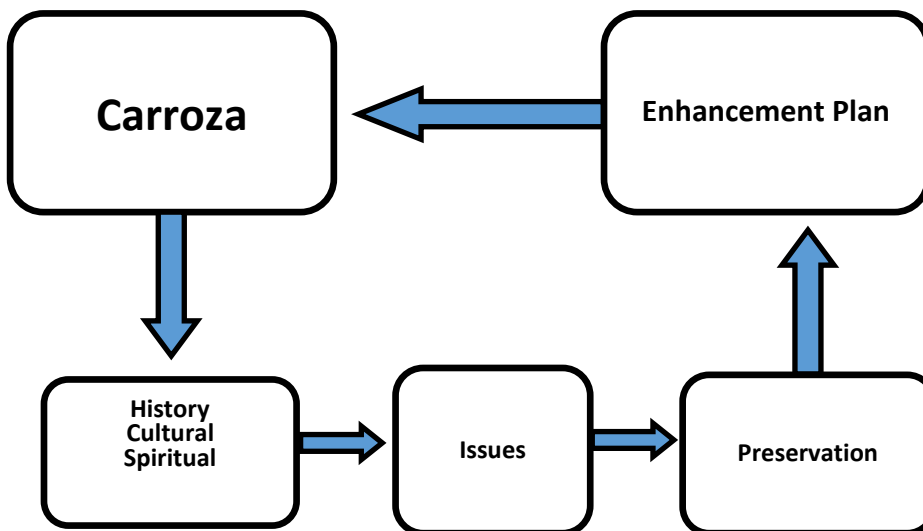 Carroza
Enhancement Plan
History
Cultural
Spiritual
Issues
Preservation